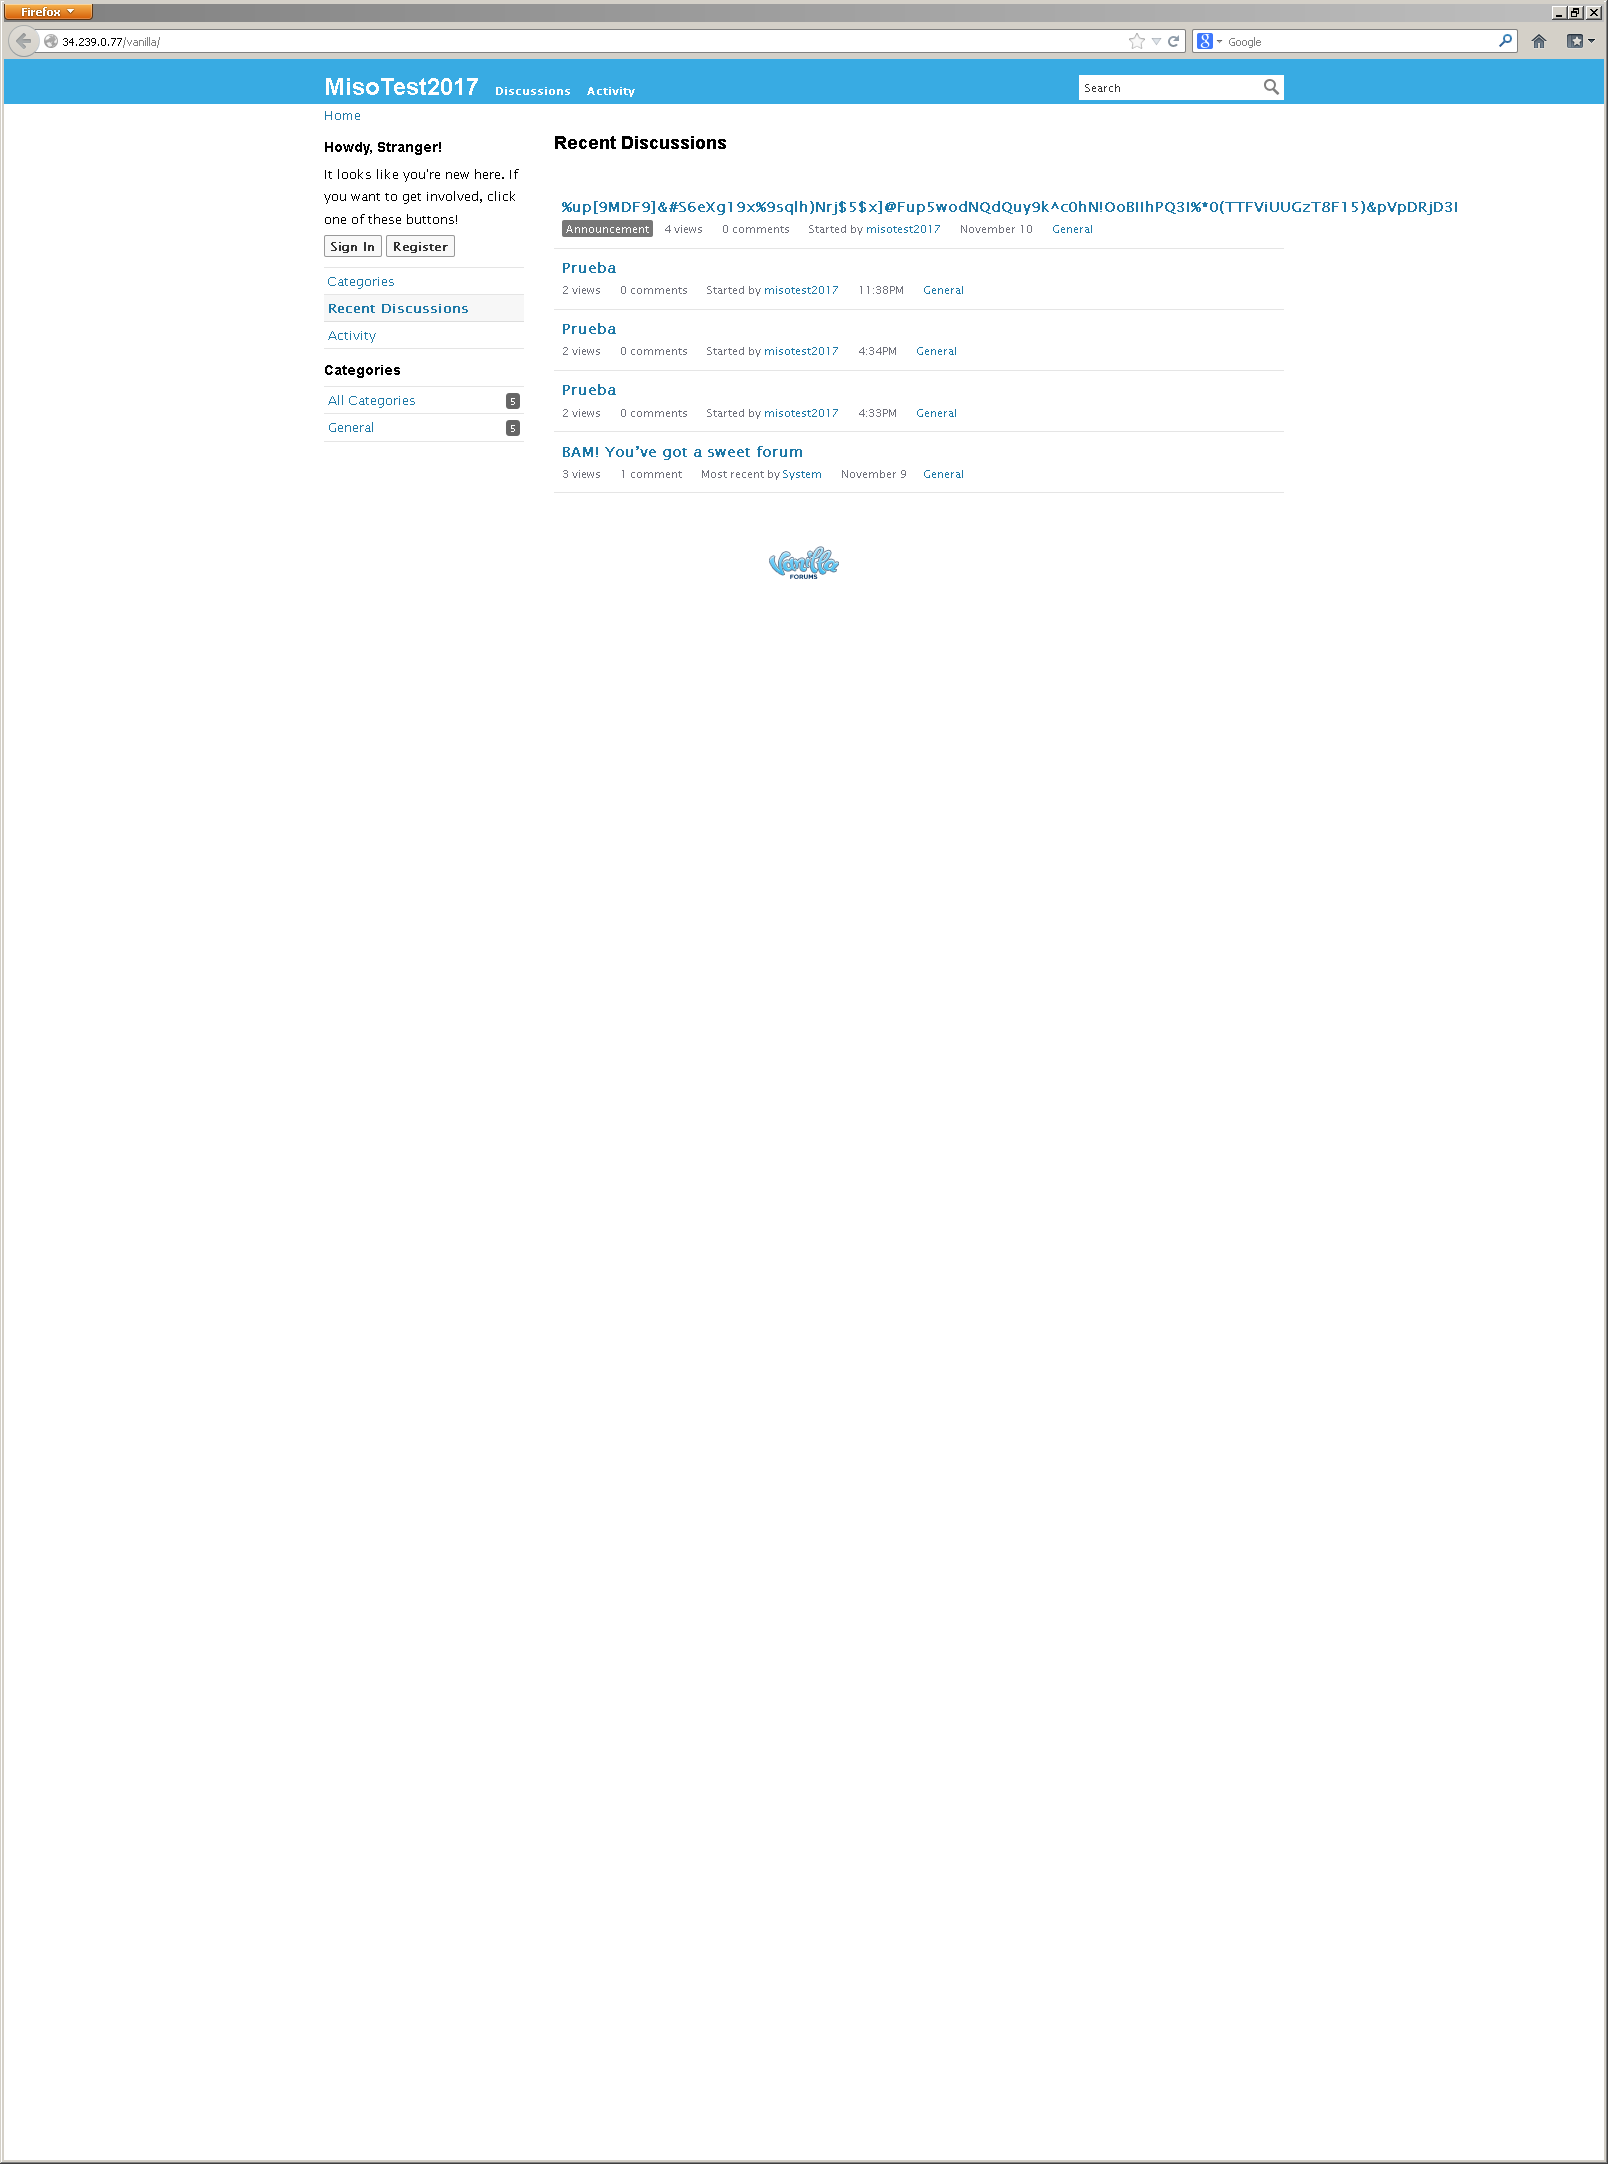 Firefox
34.239.0.77/vanilla/
Google
MisoTest2017 Discussions Activity
Search
Home
Howdy, Stranger!
It looks like you're new here. If
you want to get involved, click
one of these buttons!
Sign In Register
Categories
Recent Discussions
Activity
Categories
All Categories 5
General 5
Recent Discussions
%up[9MDF9]&#S6eXg19x%9sqlh)Nrj$5$x]@Fup5wodNQdQuy9k^c0hN!OoBIIhPQ3I%*0(TTFViUUGzT8F15)&pVpDRjD3I
Announcement 4 views 0 comments Started by misotest2017 November 10 General
Prueba
2 views 0 comments Started by misotest2017 11:38PM General
Prueba
2 views 0 comments Started by misotest2017 4:34PM General
Prueba
2 views 0 comments Started by misotest2017 4:33PM General
BAM! You’ve got a sweet forum
3 views 1 comment Most recent by System November 9 General
Vanilla
FORUMS